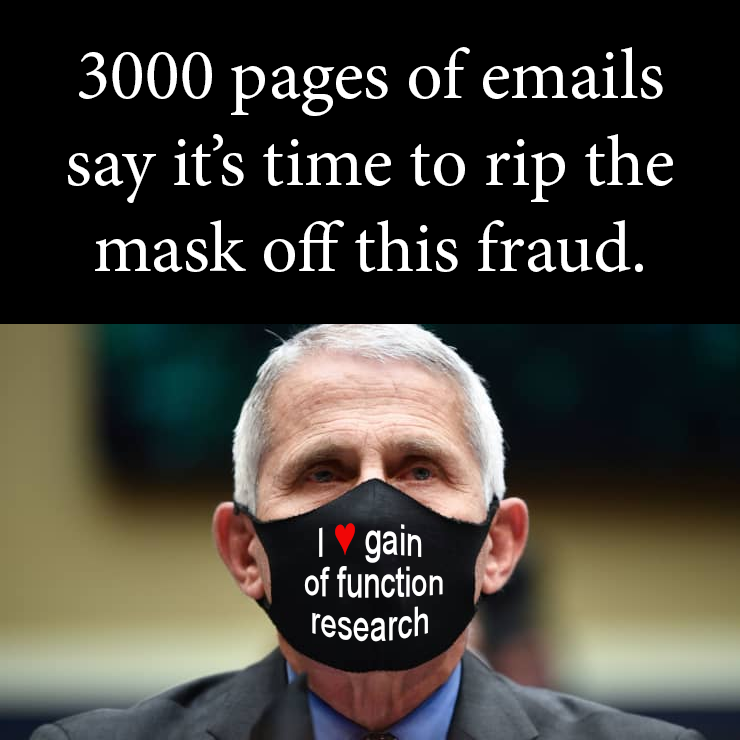 3000 pages of emails
say it’s time to rip the
mask off this fraud.
I ♥ gain
of function
research